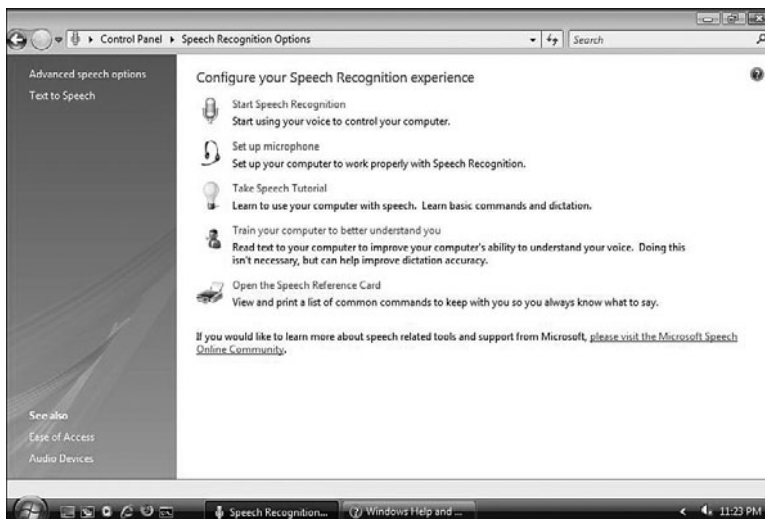 Control Panel ▸ Speech Recognition Options
Search
Advanced speech options
Text to Speech
Configure your Speech Recognition experience
Start Speech Recognition
Start using your voice to control your computer.
Set up microphone
Set up your computer to work properly with Speech Recognition.
Take Speech Tutorial
Learn to use your computer with speech. Learn basic commands and dictation.
Train your computer to better understand you
Read text to your computer to improve your computer's ability to understand your voice. Doing this
isn't necessary, but can help improve dictation accuracy.
Open the Speech Reference Card
View and print a list of common commands to keep with you so you always know what to say.
If you would like to learn more about speech related tools and support from Microsoft, please visit the Microsoft Speech
Online Community.
See also
Ease of Access
Audio Devices
Speech Recognition...
Windows Help and ...
11:23 PM